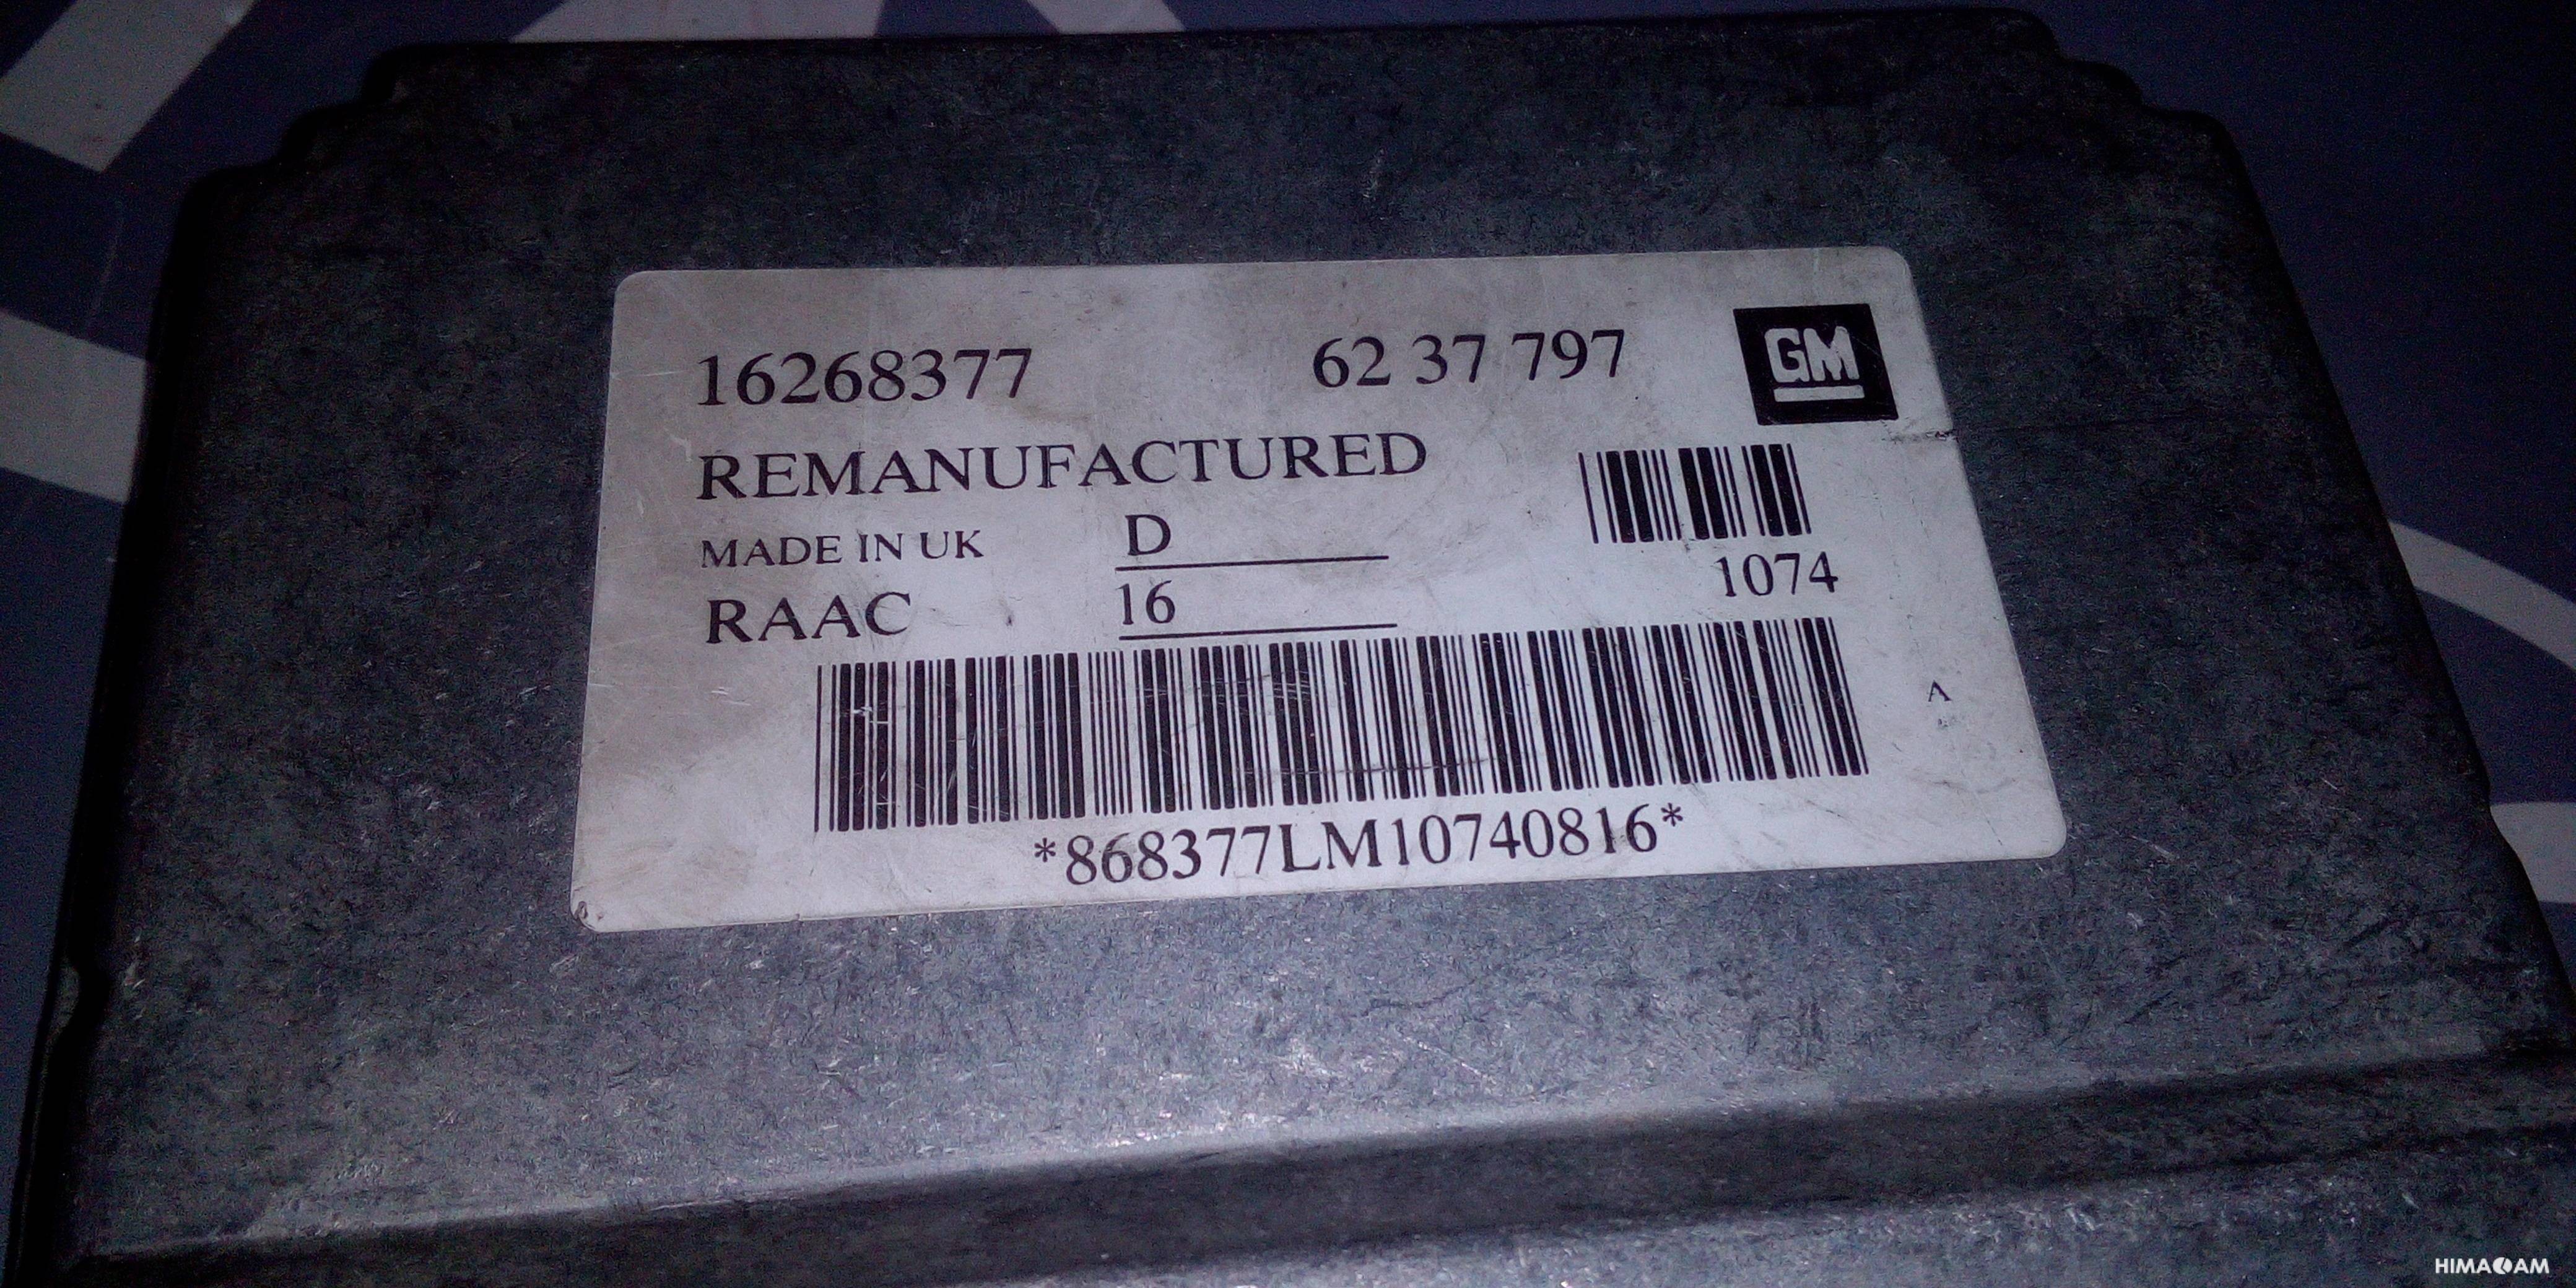 16268377 62 37 797 GM
REMANUFACTURED
MADE IN UK D
RAAC 16 1074
A
*868377LM10740816*
HIMACAM